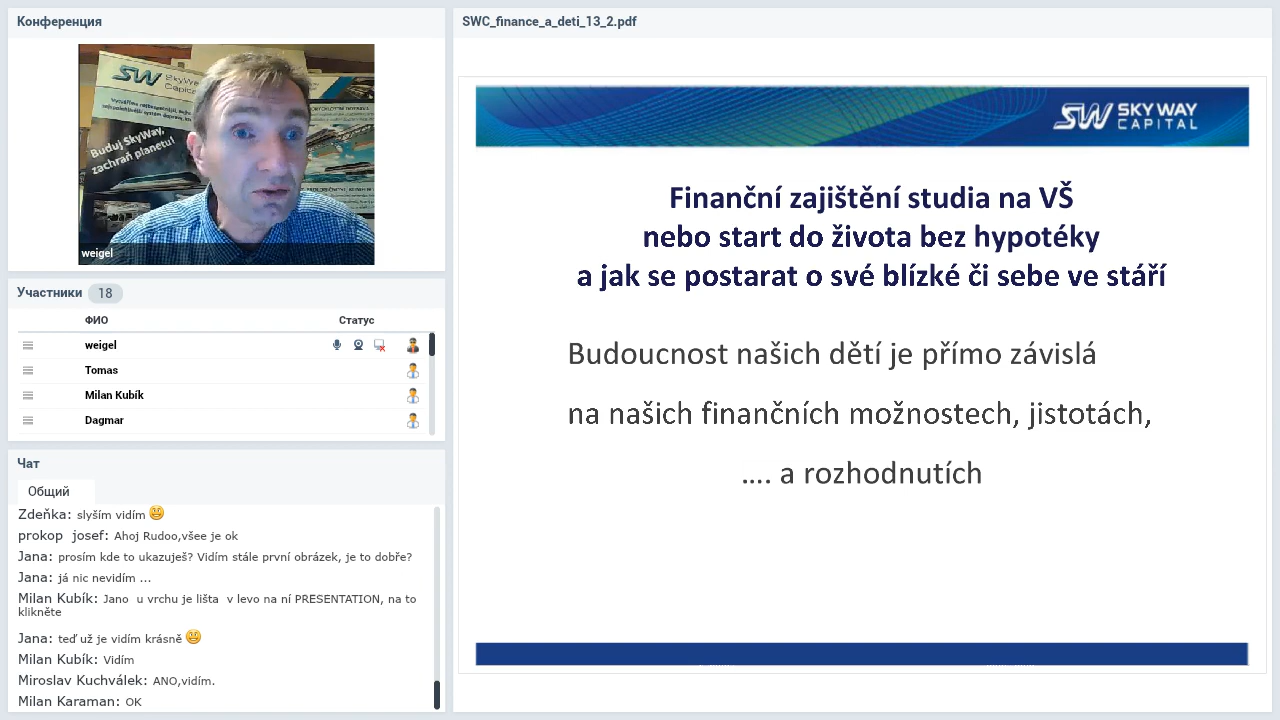 Конференция
SW SkyWay Capital
Buduj SkyWay,
zachraň planetu!
weigel
Участники 18
ФИО Статус
weigel
Tomas
Milan Kubík
Dagmar
Чат
Общий
Zdeňka: slyším vidím
prokop josef: Ahoj Rudoo,všee je ok
Jana: prosím kde to ukazuješ? Vidím stále první obrázek, je to dobře?
Jana: já nic nevidím ...
Milan Kubík: Jano u vrchu je lišta v levo na ní PRESENTATION, na to
klikněte
Jana: teď už je vidím krásně
Milan Kubík: Vidím
Miroslav Kuchválek: ANO,vidím.
Milan Karaman: OK
SWC_finance_a_deti_13_2.pdf
SW SKY WAY
CAPITAL
Finanční zajištění studia na VŠ
nebo start do života bez hypotéky
a jak se postarat o své blízké či sebe ve stáří
Budoucnost našich dětí je přímo závislá
na našich finančních možnostech, jistotách,
.... a rozhodnutích